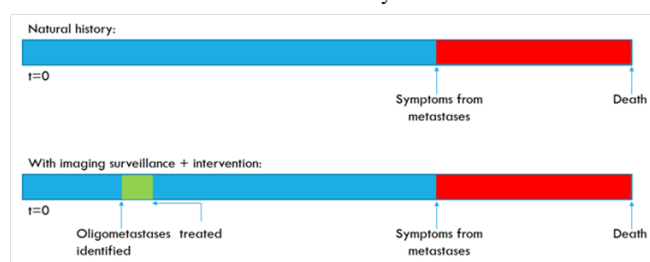 Natural history:
t=0
Symptoms from
metastases
Death
With imaging surveillance + intervention:
t=0
Oligometastases treated
identified
Symptoms from
metastases
Death